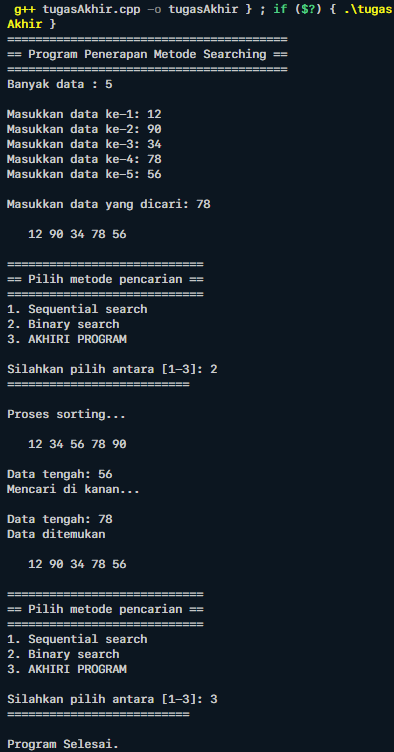 g++ tugasAkhir.cpp -o tugasAkhir } ; if ($?) { .\tugas
Akhir }
========================================
== Program Penerapan Metode Searching ==
========================================
Banyak data : 5
Masukkan data ke-1: 12
Masukkan data ke-2: 90
Masukkan data ke-3: 34
Masukkan data ke-4: 78
Masukkan data ke-5: 56
Masukkan data yang dicari: 78
12 90 34 78 56
============================
== Pilih metode pencarian ==
============================
1. Sequential search
2. Binary search
3. AKHIRI PROGRAM
Silahkan pilih antara [1-3]: 2
==========================
Proses sorting...
12 34 56 78 90
Data tengah: 56
Mencari di kanan...
Data tengah: 78
Data ditemukan
12 90 34 78 56
============================
== Pilih metode pencarian ==
============================
1. Sequential search
2. Binary search
3. AKHIRI PROGRAM
Silahkan pilih antara [1-3]: 3
==========================
Program Selesai.